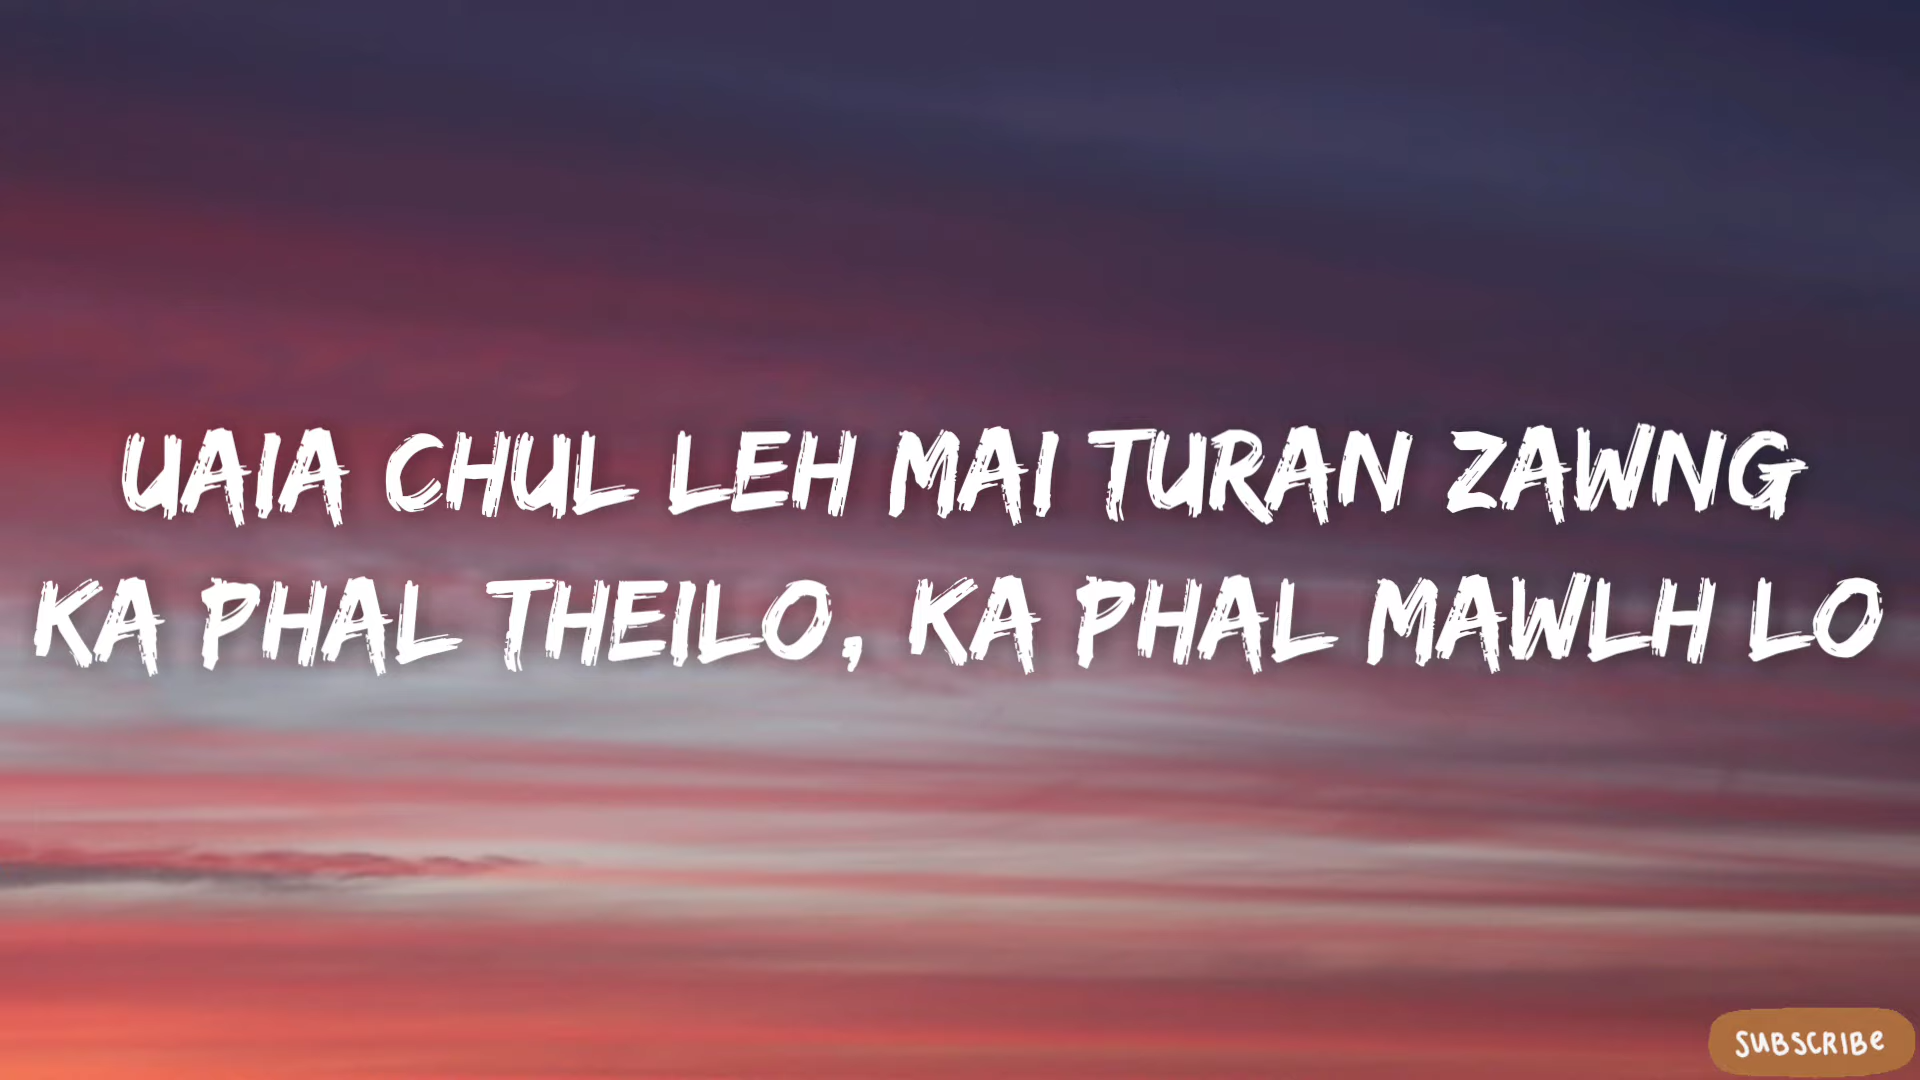 UAIA CHUL LEH MAI TURAN ZAWNG
KA PHAL THEILO, KA PHAL MAWLH LO
SUBSCRIBE